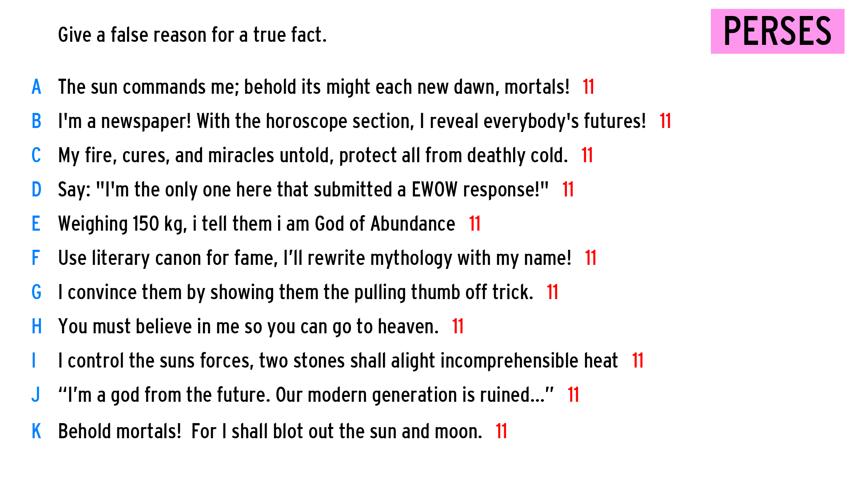 Give a false reason for a true fact.
PERSES
A The sun commands me; behold its might each new dawn, mortals! 11
B I'm a newspaper! With the horoscope section, I reveal everybody's futures! 11
C My fire, cures, and miracles untold, protect all from deathly cold. 11
D Say: "I'm the only one here that submitted a EWOW response!" 11
E Weighing 150 kg, i tell them i am God of Abundance 11
F Use literary canon for fame, I’ll rewrite mythology with my name! 11
G I convince them by showing them the pulling thumb off trick. 11
H You must believe in me so you can go to heaven. 11
I I control the suns forces, two stones shall alight incomprehensible heat 11
J “I’m a god from the future. Our modern generation is ruined...” 11
K Behold mortals! For I shall blot out the sun and moon. 11